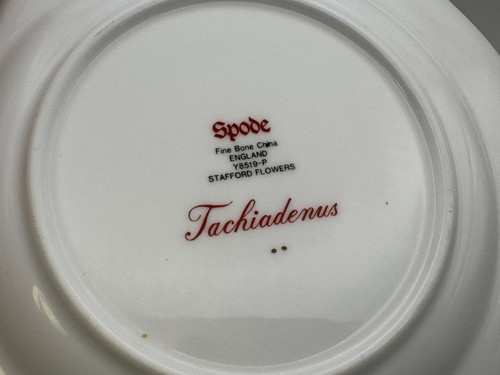 Spode
Fine Bone China
ENGLAND
Y8519-P
STAFFORD FLOWERS
Tachiadenus